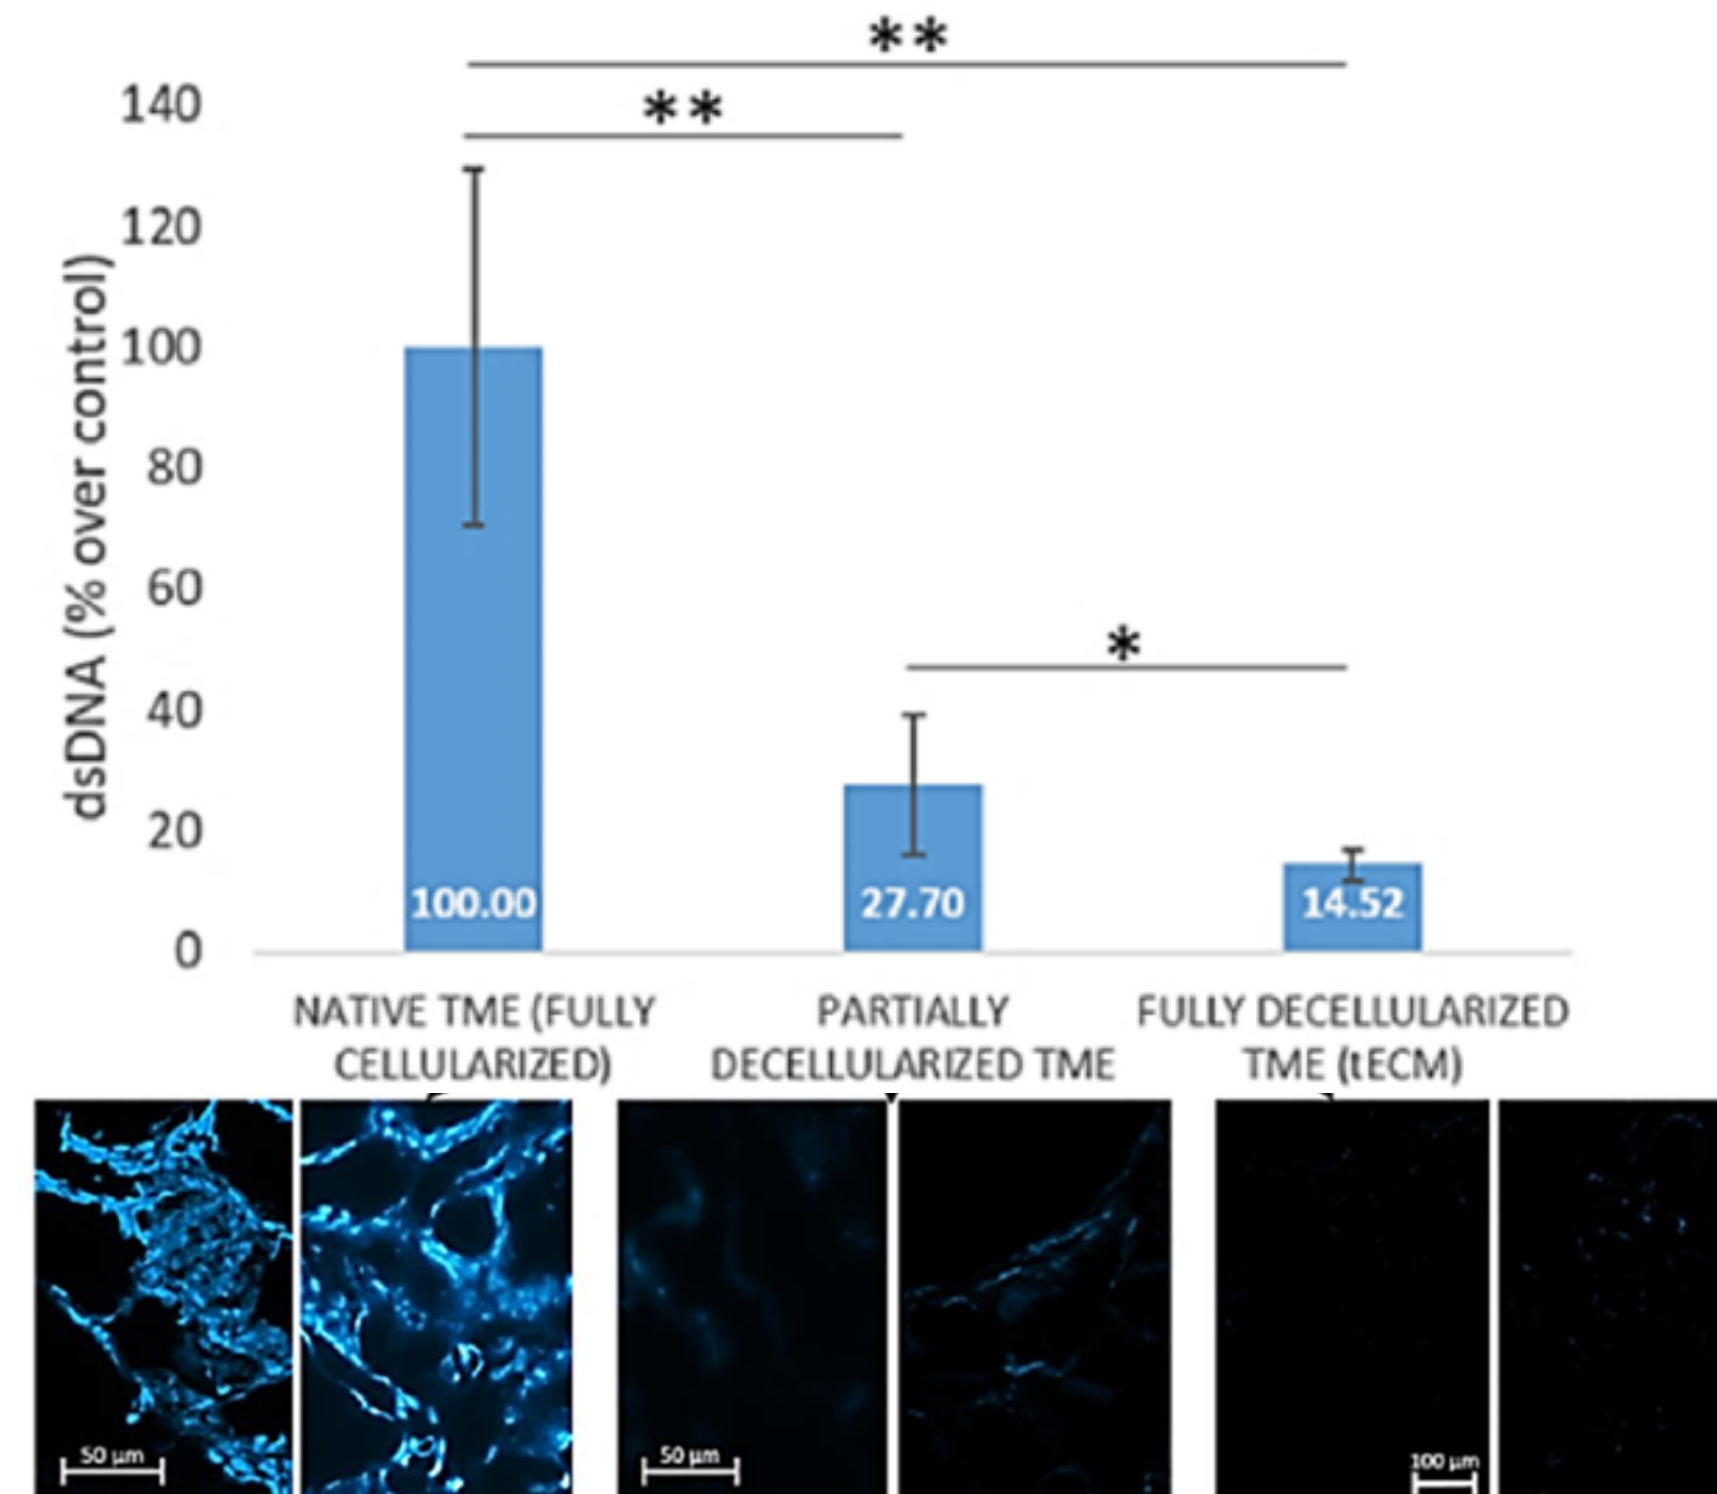 **
**
140
120
100
80
60
40
20
0
dsDNA (% over control)
*
100.00
27.70
14.52
NATIVE TME (FULLY CELLULARIZED)
PARTIALLY DECELLULARIZED TME
FULLY DECELLULARIZED TME (tECM)
50 µm
50 µm
100 µm